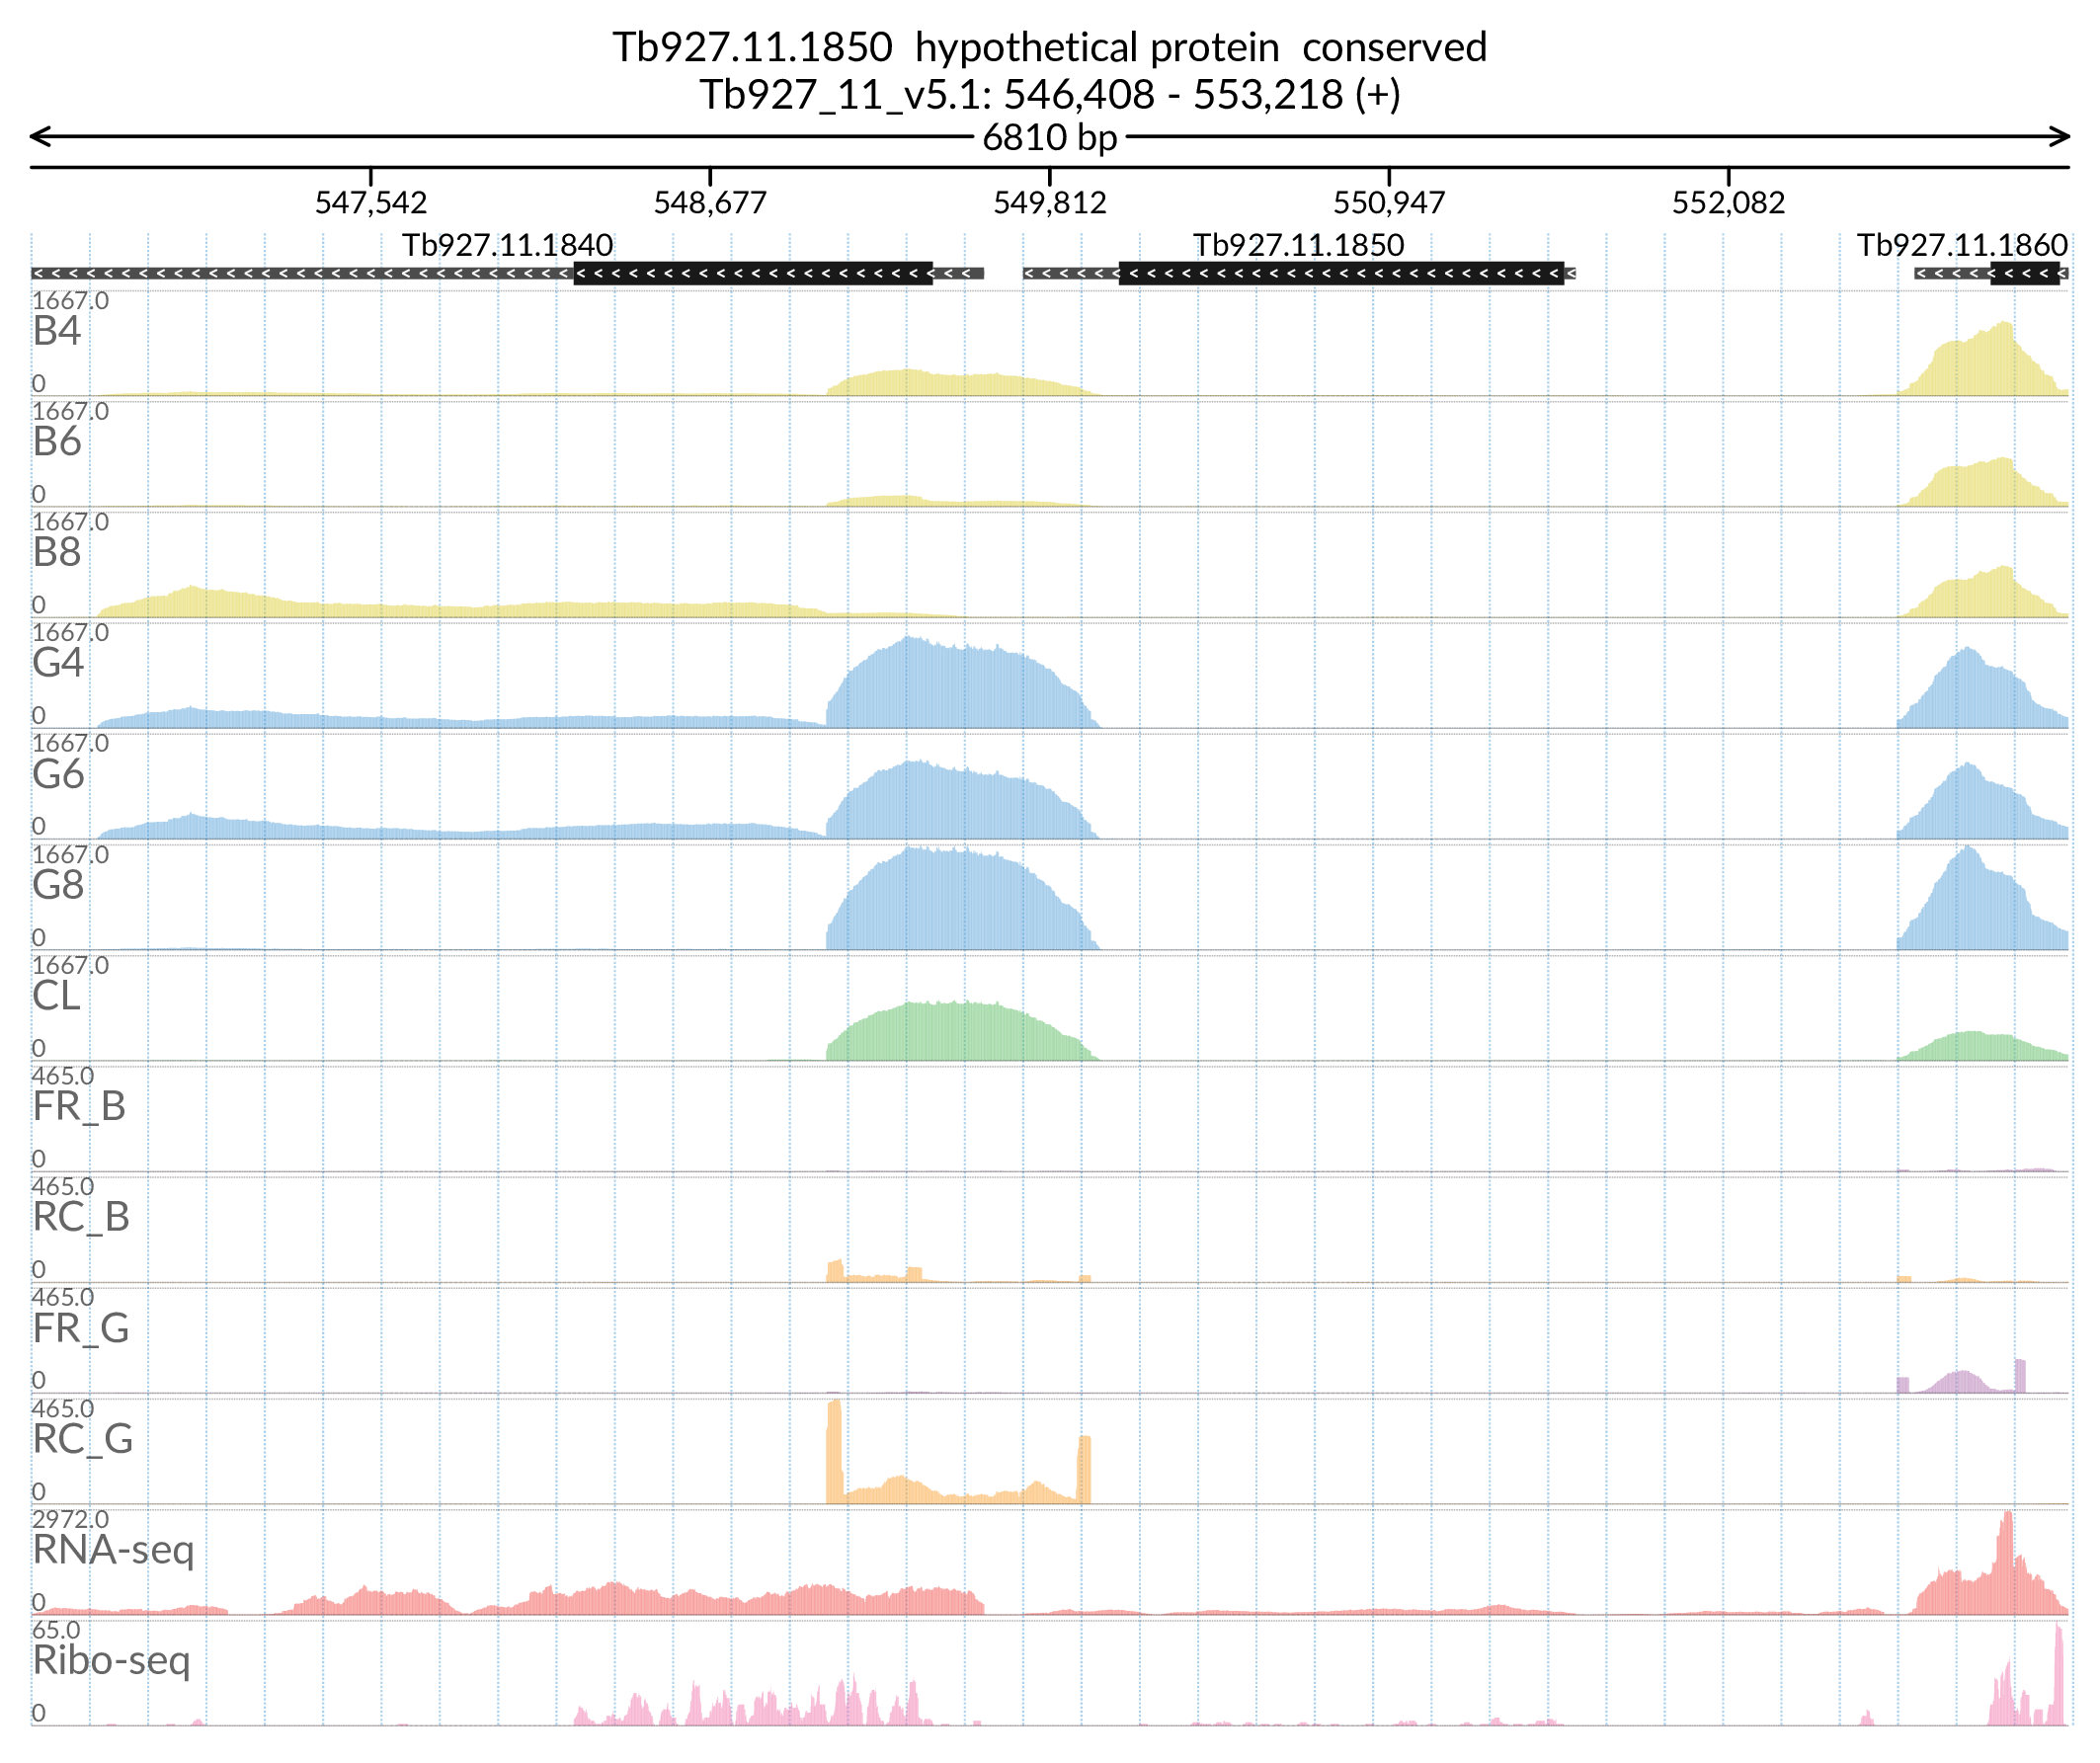 Tb927.11.1850  hypothetical protein  conserved
Tb927_11_v5.1: 546,408 - 553,218 (+)
6810 bp
547,542 548,677 549,812 550,947 552,082
Tb927.11.1840 Tb927.11.1850 Tb927.11.1860
1667.0
B4
0
1667.0
B6
0
1667.0
B8
0
1667.0
G4
0
1667.0
G6
0
1667.0
G8
0
1667.0
CL
0
465.0
FR_B
0
465.0
RC_B
0
465.0
FR_G
0
465.0
RC_G
0
2972.0
RNA-seq
0
65.0
Ribo-seq
0